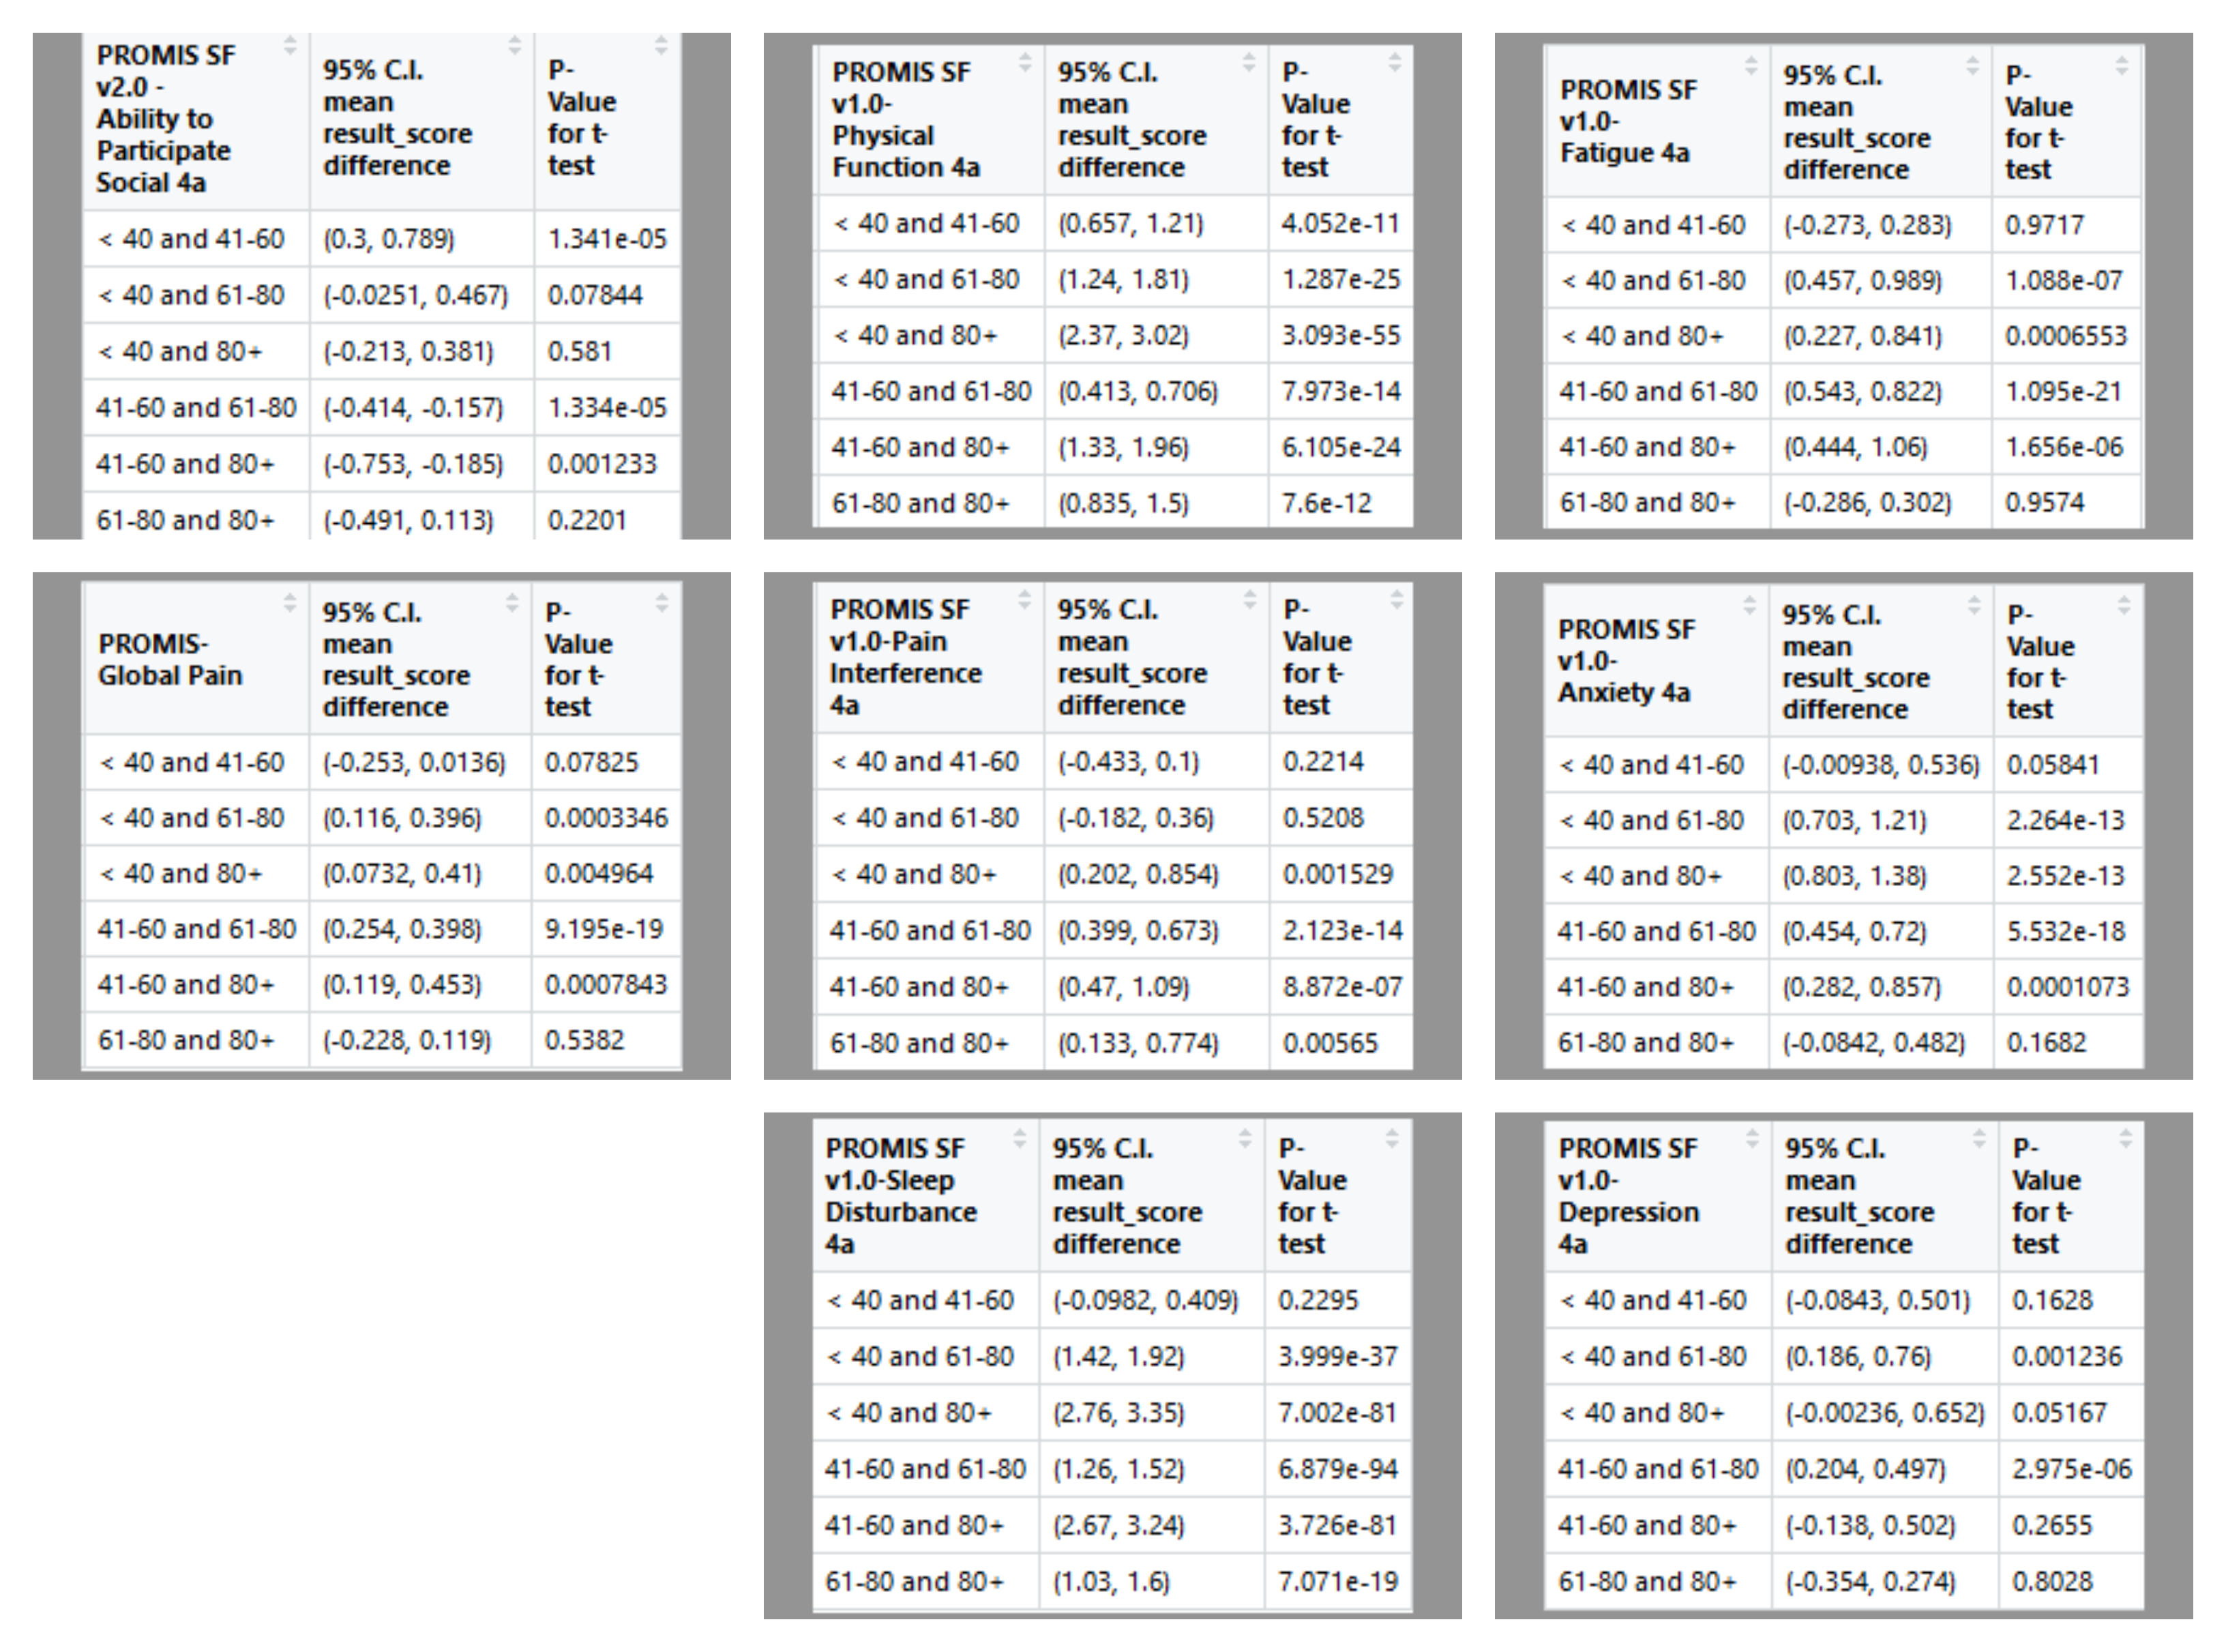 PROMIS SF
v2.0 -
Ability to
Participate
Social 4a
95% C.I.
mean
result_score
difference
P-
Value
for t-
test
< 40 and 41-60 (0.3, 0.789) 1.341e-05
< 40 and 61-80 (-0.0251, 0.467) 0.07844
< 40 and 80+ (-0.213, 0.381) 0.581
41-60 and 61-80 (-0.414, -0.157) 1.334e-05
41-60 and 80+ (-0.753, -0.185) 0.001233
61-80 and 80+ (-0.491, 0.113) 0.2201
PROMIS SF
v1.0-
Physical
Function 4a
95% C.I.
mean
result_score
difference
P-
Value
for t-
test
< 40 and 41-60 (0.657, 1.21) 4.052e-11
< 40 and 61-80 (1.24, 1.81) 1.287e-25
< 40 and 80+ (2.37, 3.02) 3.093e-55
41-60 and 61-80 (0.413, 0.706) 7.973e-14
41-60 and 80+ (1.33, 1.96) 6.105e-24
61-80 and 80+ (0.835, 1.5) 7.6e-12
PROMIS SF
v1.0-
Fatigue 4a
95% C.I.
mean
result_score
difference
P-
Value
for t-
test
< 40 and 41-60 (-0.273, 0.283) 0.9717
< 40 and 61-80 (0.457, 0.989) 1.088e-07
< 40 and 80+ (0.227, 0.841) 0.0006553
41-60 and 61-80 (0.543, 0.822) 1.095e-21
41-60 and 80+ (0.444, 1.06) 1.656e-06
61-80 and 80+ (-0.286, 0.302) 0.9574
PROMIS-
Global Pain
95% C.I.
mean
result_score
difference
P-
Value
for t-
test
< 40 and 41-60 (-0.253, 0.0136) 0.07825
< 40 and 61-80 (0.116, 0.396) 0.0003346
< 40 and 80+ (0.0732, 0.41) 0.004964
41-60 and 61-80 (0.254, 0.398) 9.195e-19
41-60 and 80+ (0.119, 0.453) 0.0007843
61-80 and 80+ (-0.228, 0.119) 0.5382
PROMIS SF
v1.0-Pain
Interference
4a
95% C.I.
mean
result_score
difference
P-
Value
for t-
test
< 40 and 41-60 (-0.433, 0.1) 0.2214
< 40 and 61-80 (-0.182, 0.36) 0.5208
< 40 and 80+ (0.202, 0.854) 0.001529
41-60 and 61-80 (0.399, 0.673) 2.123e-14
41-60 and 80+ (0.47, 1.09) 8.872e-07
61-80 and 80+ (0.133, 0.774) 0.00565
PROMIS SF
v1.0-
Anxiety 4a
95% C.I.
mean
result_score
difference
P-
Value
for t-
test
< 40 and 41-60 (-0.00938, 0.536) 0.05841
< 40 and 61-80 (0.703, 1.21) 2.264e-13
< 40 and 80+ (0.803, 1.38) 2.552e-13
41-60 and 61-80 (0.454, 0.72) 5.532e-18
41-60 and 80+ (0.282, 0.857) 0.0001073
61-80 and 80+ (-0.0842, 0.482) 0.1682
PROMIS SF
v1.0-Sleep
Disturbance
4a
95% C.I.
mean
result_score
difference
P-
Value
for t-
test
< 40 and 41-60 (-0.0982, 0.409) 0.2295
< 40 and 61-80 (1.42, 1.92) 3.999e-37
< 40 and 80+ (2.76, 3.35) 7.002e-81
41-60 and 61-80 (1.26, 1.52) 6.879e-94
41-60 and 80+ (2.67, 3.24) 3.726e-81
61-80 and 80+ (1.03, 1.6) 7.071e-19
PROMIS SF
v1.0-
Depression
4a
95% C.I.
mean
result_score
difference
P-
Value
for t-
test
< 40 and 41-60 (-0.0843, 0.501) 0.1628
< 40 and 61-80 (0.186, 0.76) 0.001236
< 40 and 80+ (-0.00236, 0.652) 0.05167
41-60 and 61-80 (0.204, 0.497) 2.975e-06
41-60 and 80+ (-0.138, 0.502) 0.2655
61-80 and 80+ (-0.354, 0.274) 0.8028